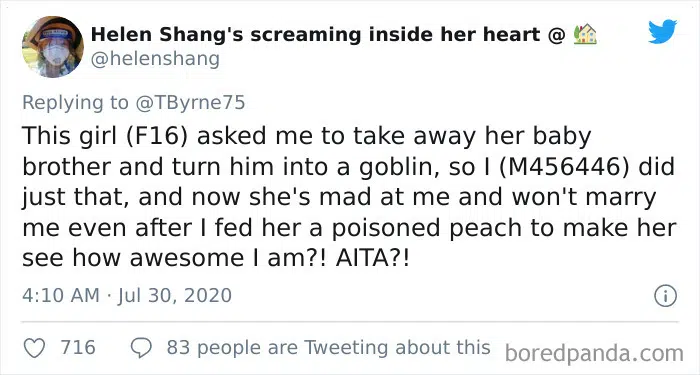 Helen Shang's screaming inside her heart @ 🏡
@helenshang
Replying to @TByrne75
This girl (F16) asked me to take away her baby
brother and turn him into a goblin, so I (M456446) did
just that, and now she's mad at me and won't marry
me even after I fed her a poisoned peach to make her
see how awesome I am?! AITA?!
4:10 AM · Jul 30, 2020
716 83 people are Tweeting about this
boredpanda.com